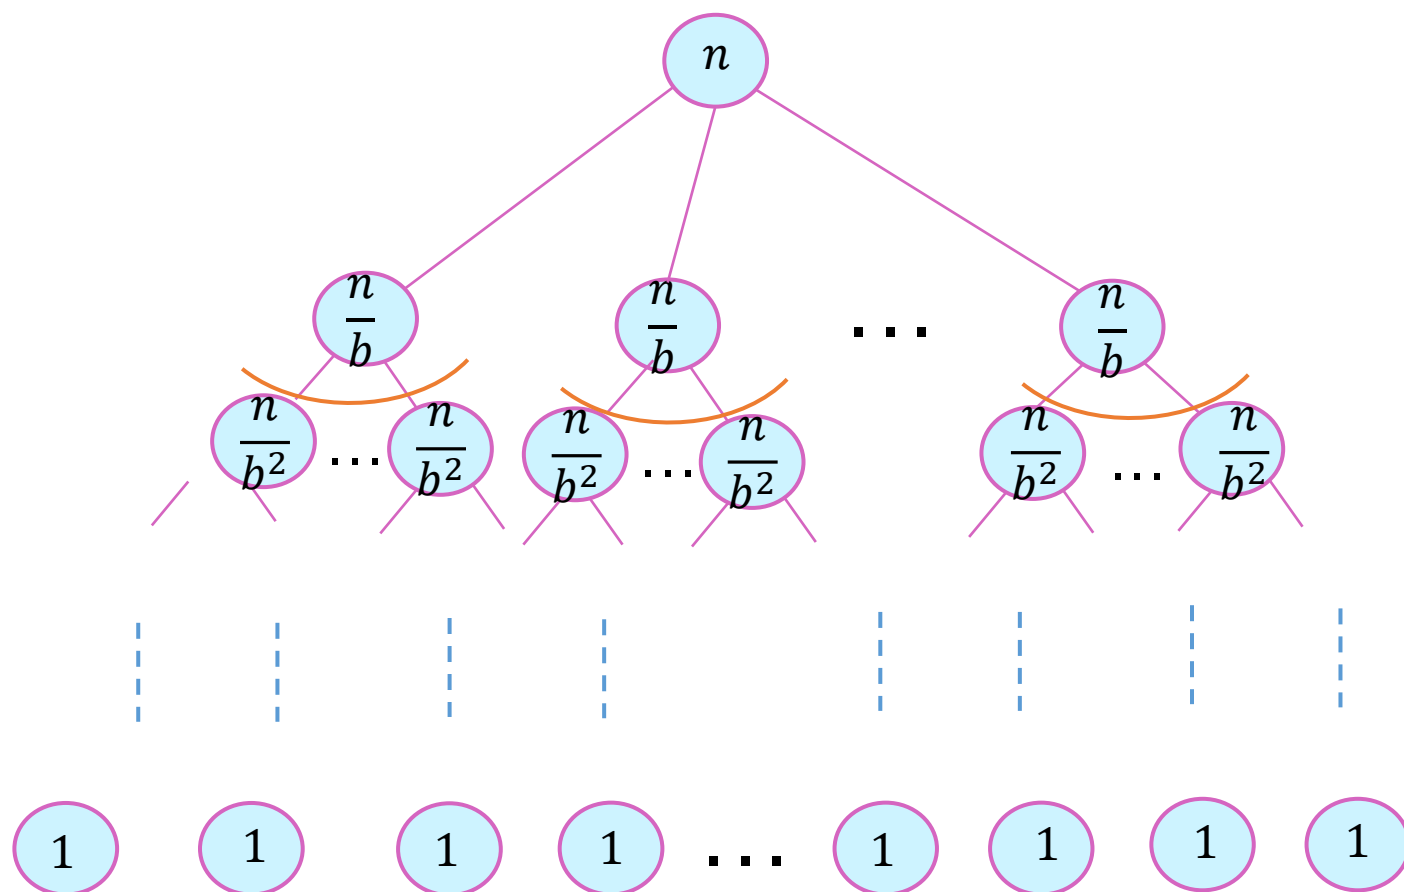 n
n/b n/b ... n/b
n/b² ... n/b² n/b² ... n/b² n/b² ... n/b²
1 1 1 1 ... 1 1 1 1